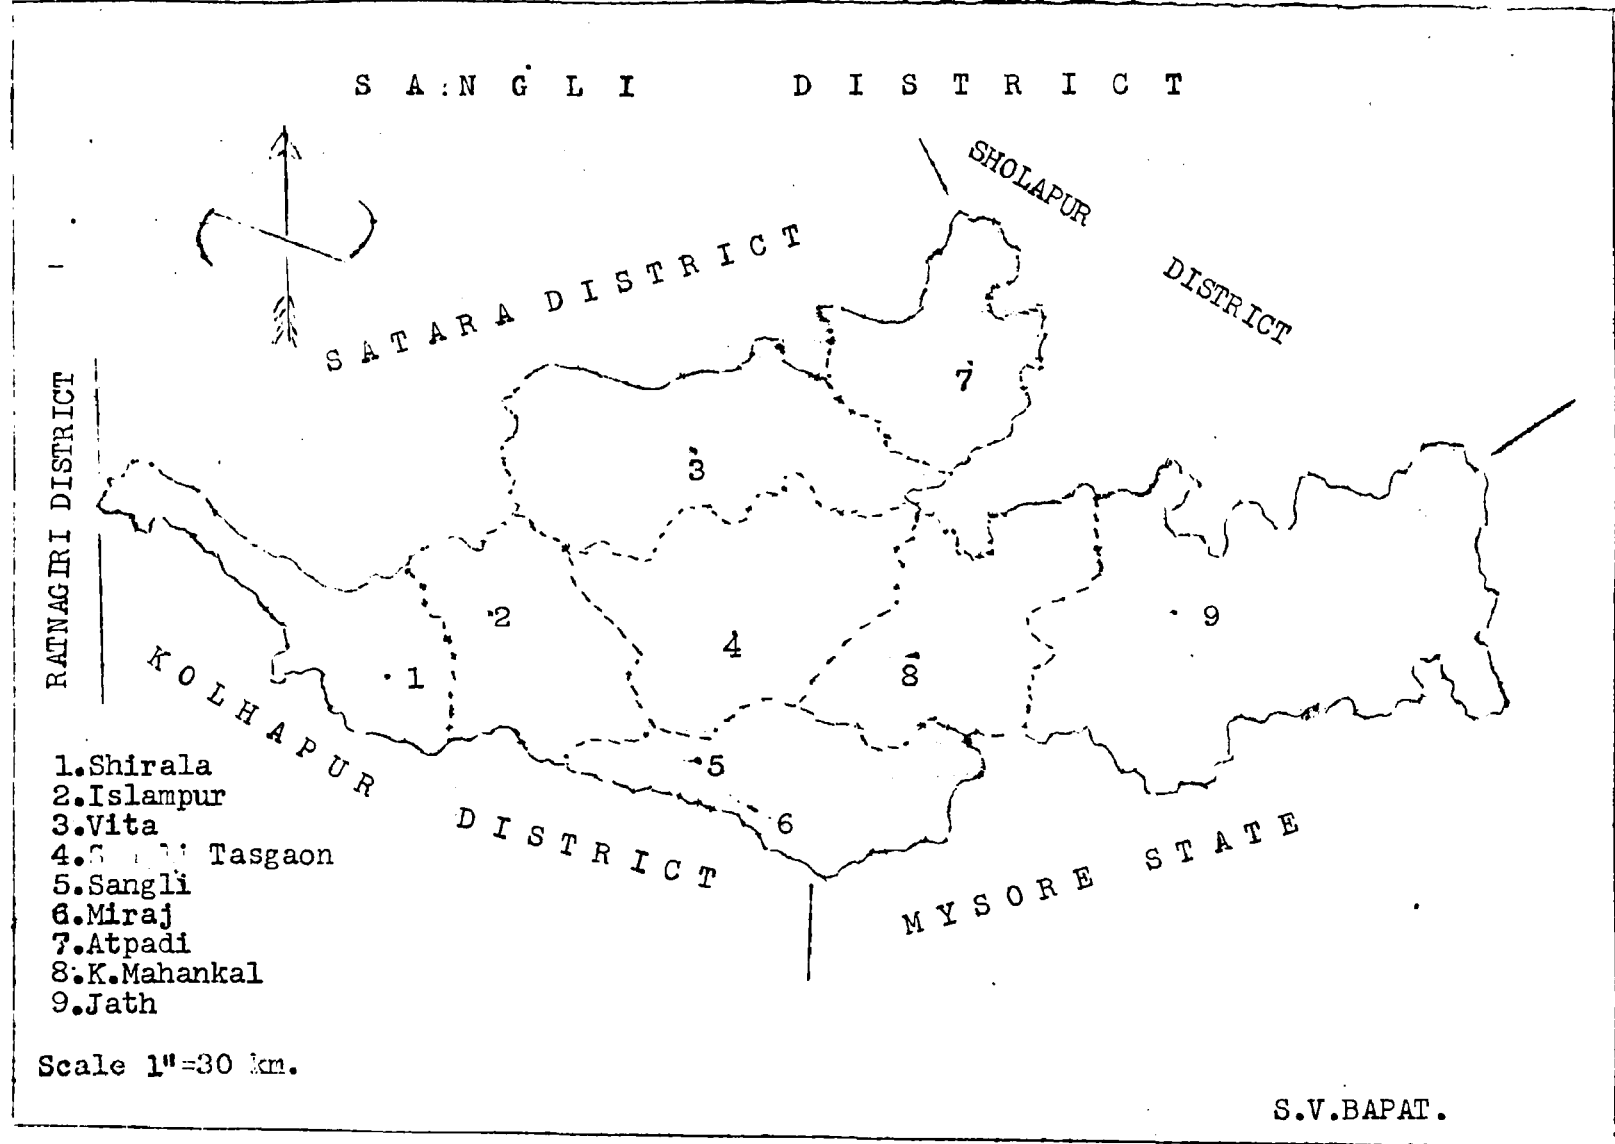 SANGLI DISTRICT
SHOLAPUR
DISTRICT
SATARA DISTRICT
RATNAGIRI DISTRICT
KOLHAPUR DISTRICT
MYSORE STATE
7
3
2
9
4
1
8
5
6
1.Shirala
2.Islampur
3.Vita
4. Tasgaon
5.Sangli
6.Miraj
7.Atpadi
8.K.Mahankal
9.Jath
Scale 1"=30 km.
S.V.BAPAT.